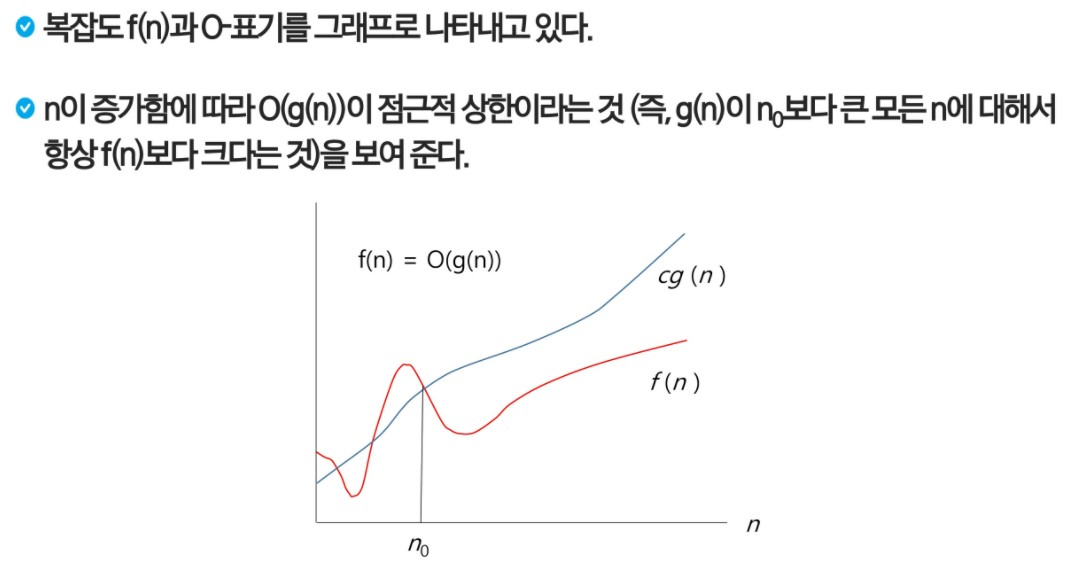 복잡도 f(n)과 O-표기를 그래프로 나타내고 있다.
n이 증가함에 따라 O(g(n))이 점근적 상한이라는 것 (즉, g(n)이 n₀보다 큰 모든 n에 대해서
항상 f(n)보다 크다는 것)을 보여 준다.
f(n) = O(g(n))
cg (n )
f (n )
n
n₀